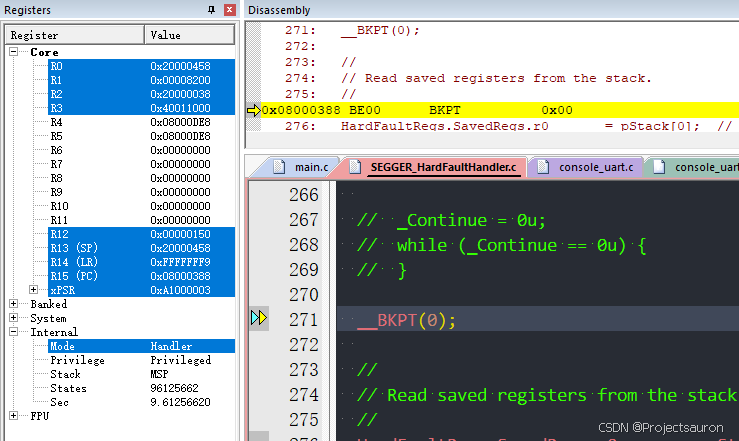 Registers
Register Value
Core
R0 0x20000458
R1 0x00008200
R2 0x20000038
R3 0x40011000
R4 0x08000DE8
R5 0x08000DE8
R6 0x00000000
R7 0x00000000
R8 0x00000000
R9 0x00000000
R10 0x00000000
R11 0x00000000
R12 0x00000150
R13 (SP) 0x20000458
R14 (LR) 0xFFFFFFF9
R15 (PC) 0x08000388
xPSR 0xA1000003
Banked
System
Internal
Mode Handler
Privilege Privileged
Stack MSP
States 96125662
Sec 9.61256620
FPU
Disassembly
271: __BKPT(0);
272:
273: //
274: // Read saved registers from the stack.
275: //
0x08000388 BE00 BKPT 0x00
276: HardFaultRegs.SavedRegs.r0 = pStack[0]; //
main.c SEGGER_HardFaultHandler.c console_uart.c console_uart
266
267 // _Continue = 0u;
268 // while (_Continue == 0u) {
269 // }
270
271 __BKPT(0);
272
273 //
274 // Read saved registers from the stack
275 //
CSDN @Projectsauron